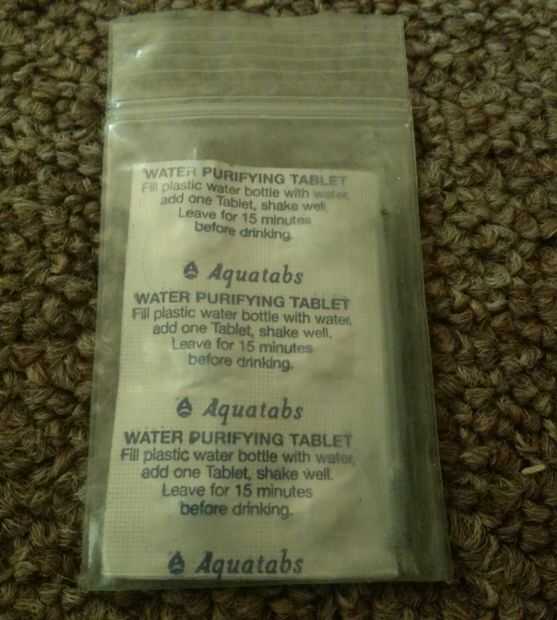 WATER PURIFYING TABLET
Fill plastic water bottle with water,
add one Tablet, shake well.
Leave for 15 minutes
before drinking.
Aquatabs
WATER PURIFYING TABLET
Fill plastic water bottle with water,
add one Tablet, shake well.
Leave for 15 minutes
before drinking.
Aquatabs
WATER PURIFYING TABLET
Fill plastic water bottle with water,
add one Tablet, shake well.
Leave for 15 minutes
before drinking.
Aquatabs